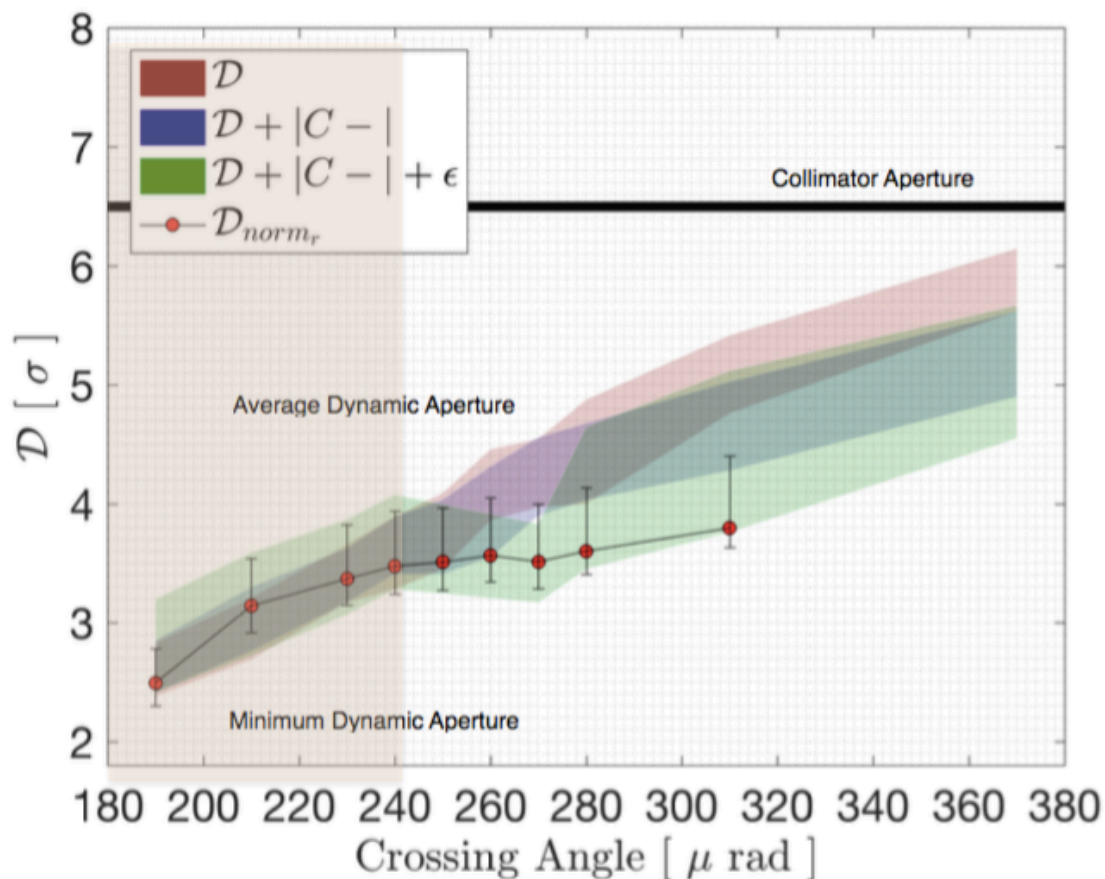 8
7
6
5
4
3
2
𝒟 [ σ ]
𝒟
𝒟 + |C − |
𝒟 + |C − | + ϵ
𝒟norm_r
Collimator Aperture
Average Dynamic Aperture
Minimum Dynamic Aperture
180 200 220 240 260 280 300 320 340 360 380
Crossing Angle [ μ rad ]